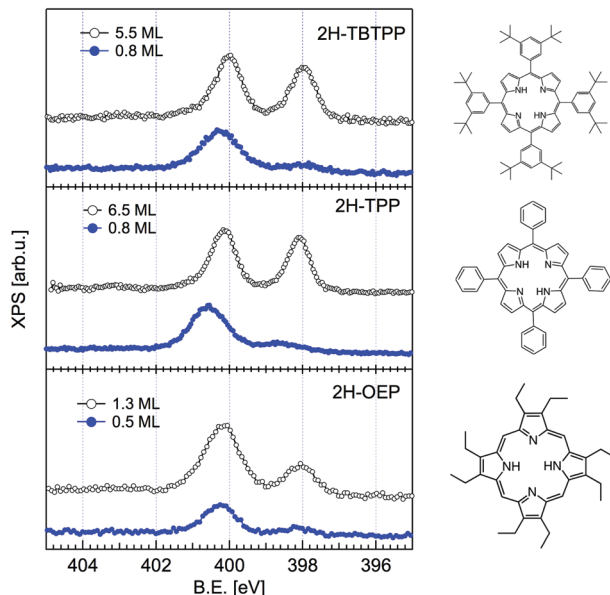 5.5 ML
0.8 ML
2H-TBTPP
NH
N
N
HN
6.5 ML
0.8 ML
2H-TPP
NH
N
N
HN
1.3 ML
0.5 ML
2H-OEP
N
NH
HN
N
XPS [arb.u.]
404
402
400
398
396
B.E. [eV]